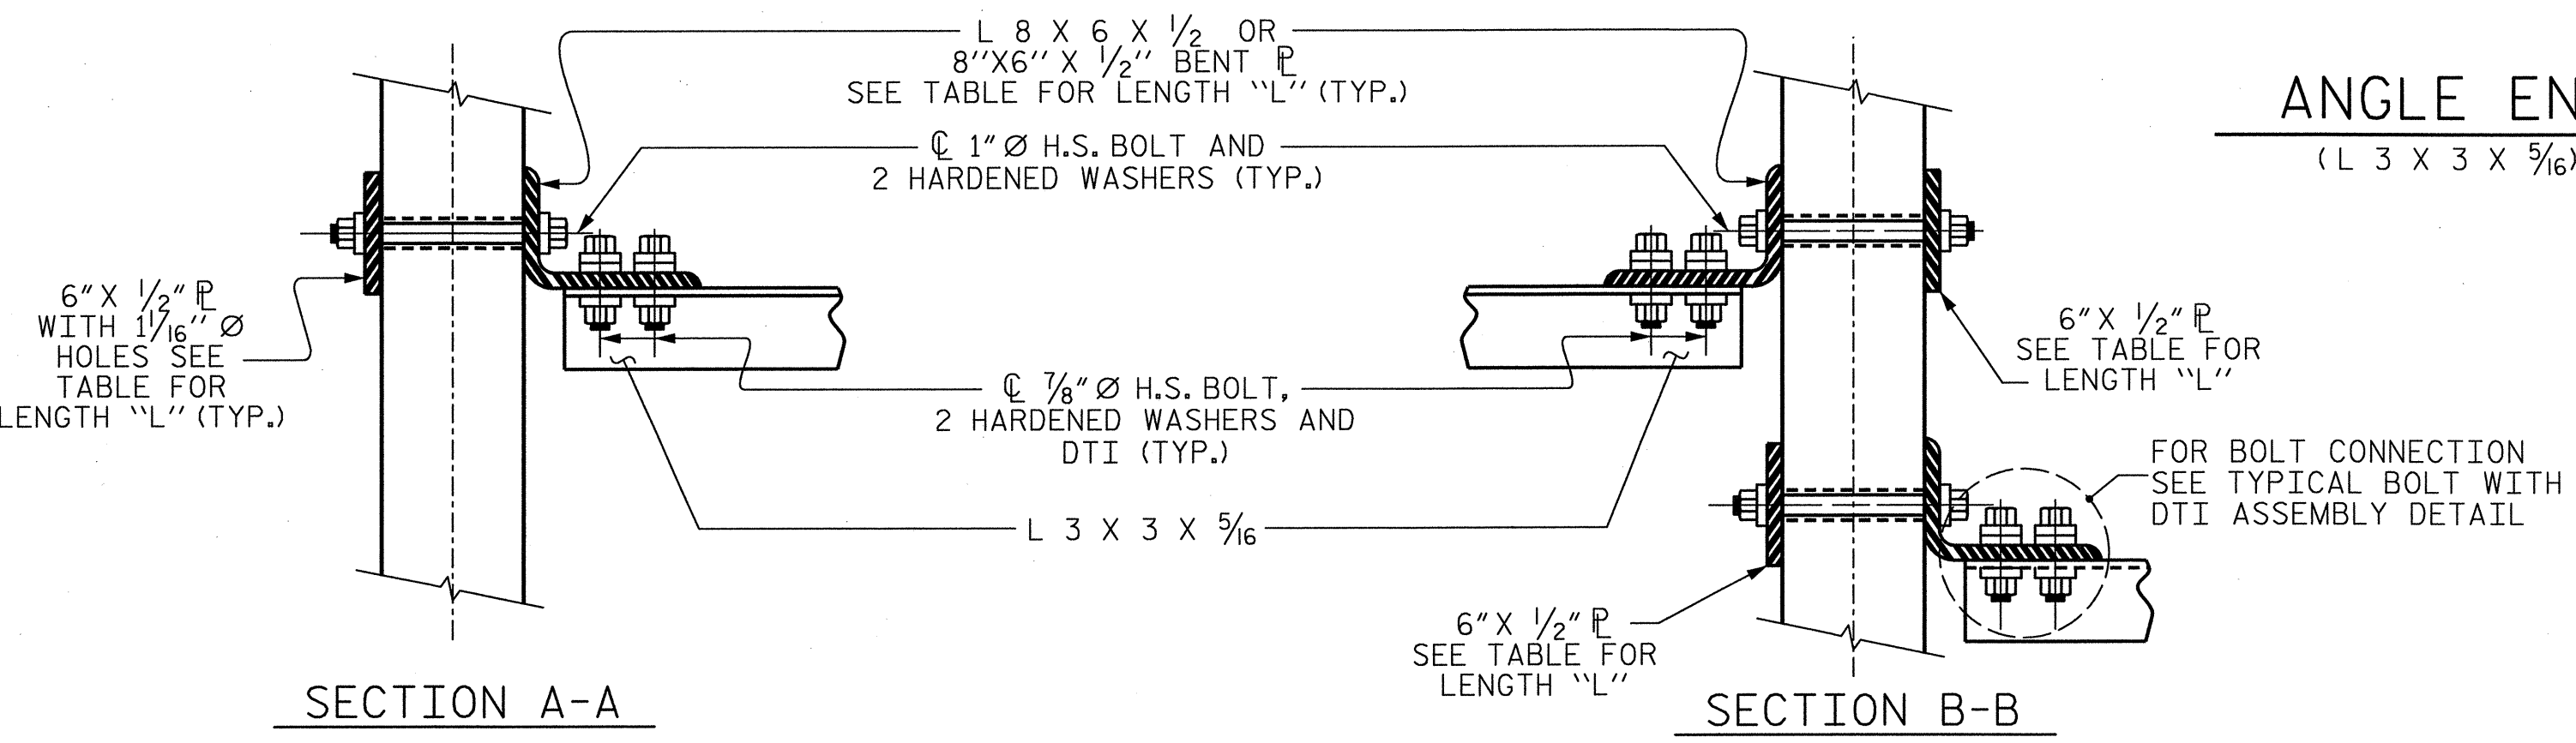 L 8 X 6 X 1/2 OR
8"X6" X 1/2" BENT ℙL
SEE TABLE FOR LENGTH "L" (TYP.)
℄ 1" Ø H.S. BOLT AND
2 HARDENED WASHERS (TYP.)
6" X 1/2" ℙL
WITH 1 1/16" Ø
HOLES SEE
TABLE FOR
LENGTH "L" (TYP.)
℄ 7/8" Ø H.S. BOLT,
2 HARDENED WASHERS AND
DTI (TYP.)
L 3 X 3 X 5/16
SECTION A-A
6" X 1/2" ℙL
SEE TABLE FOR
LENGTH "L"
FOR BOLT CONNECTION
SEE TYPICAL BOLT WITH
DTI ASSEMBLY DETAIL
6" X 1/2" ℙL
SEE TABLE FOR
LENGTH "L"
SECTION B-B
ANGLE EN
(L 3 X 3 X 5/16)